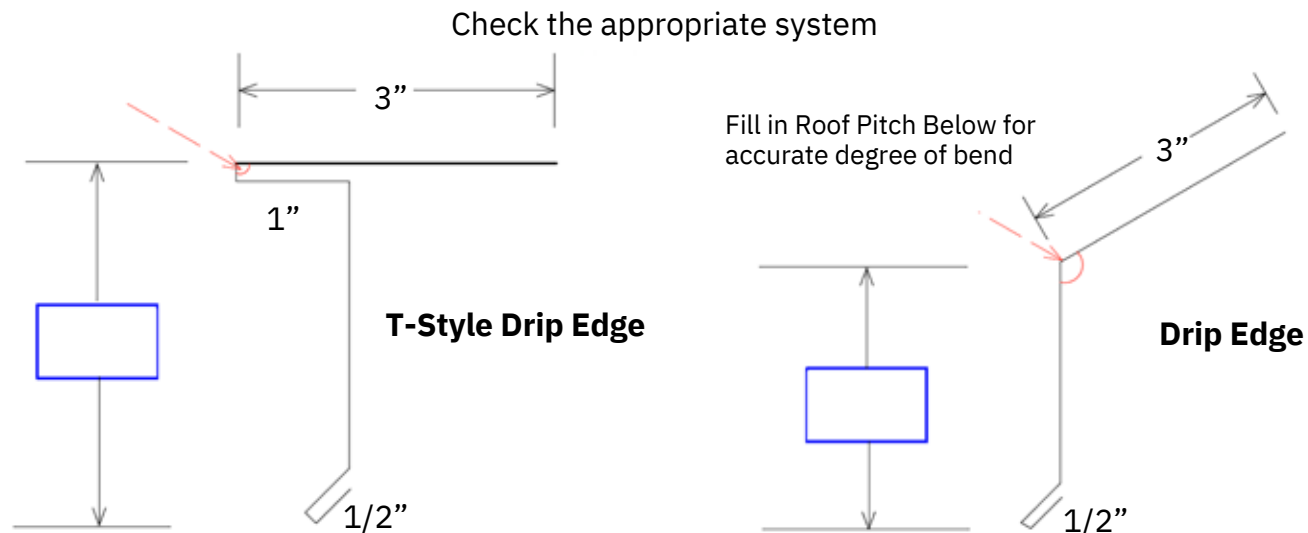 Check the appropriate system
3”
Fill in Roof Pitch Below for
accurate degree of bend
3”
1”
T-Style Drip Edge
Drip Edge
1/2”
1/2”